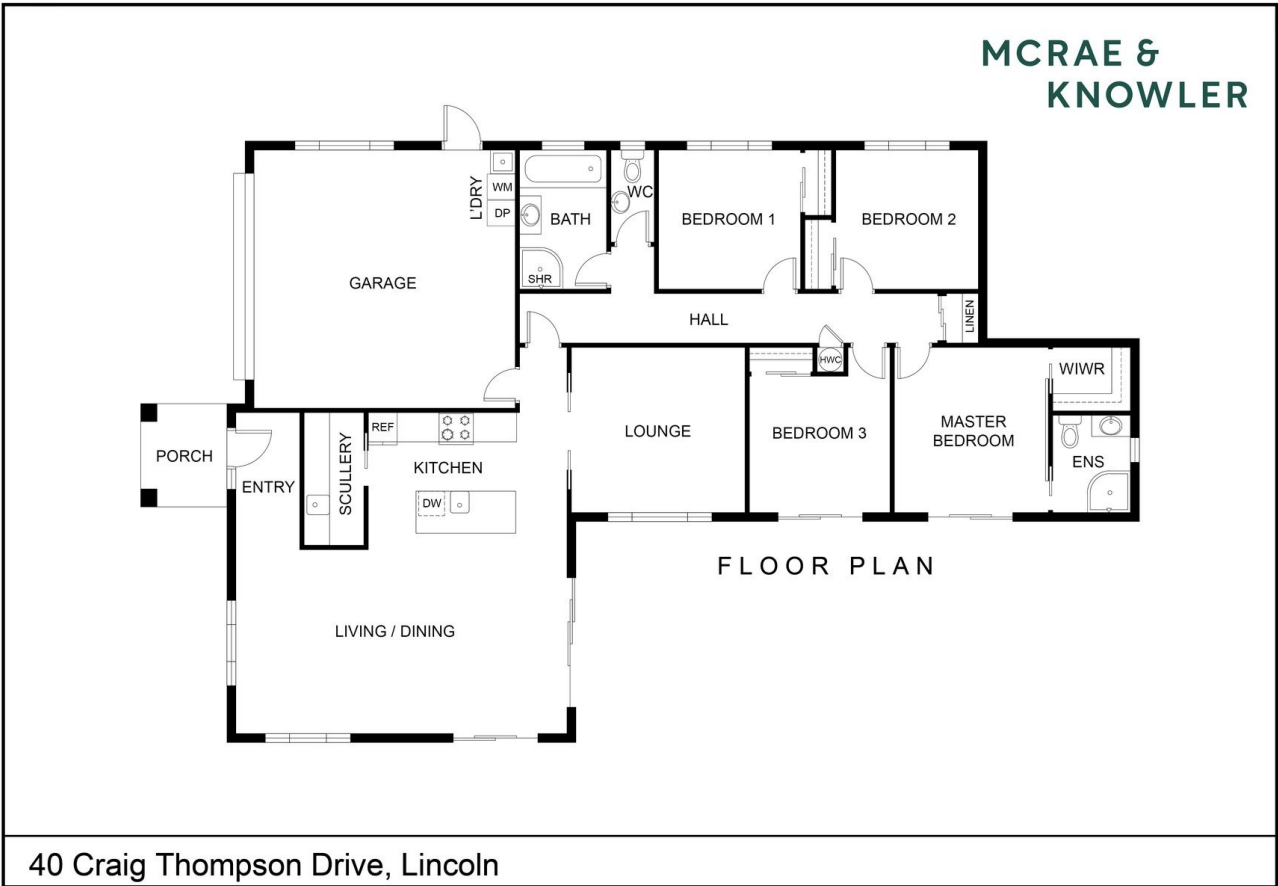 MCRAE &
KNOWLER
L'DRY
WM
DP
BATH
SHR
WC
BEDROOM 1
BEDROOM 2
GARAGE
HALL
LINEN
HWC
WIWR
PORCH
ENTRY
SCULLERY
REF
KITCHEN
DW
LOUNGE
BEDROOM 3
MASTER
BEDROOM
ENS
FLOOR PLAN
LIVING / DINING
40 Craig Thompson Drive, Lincoln